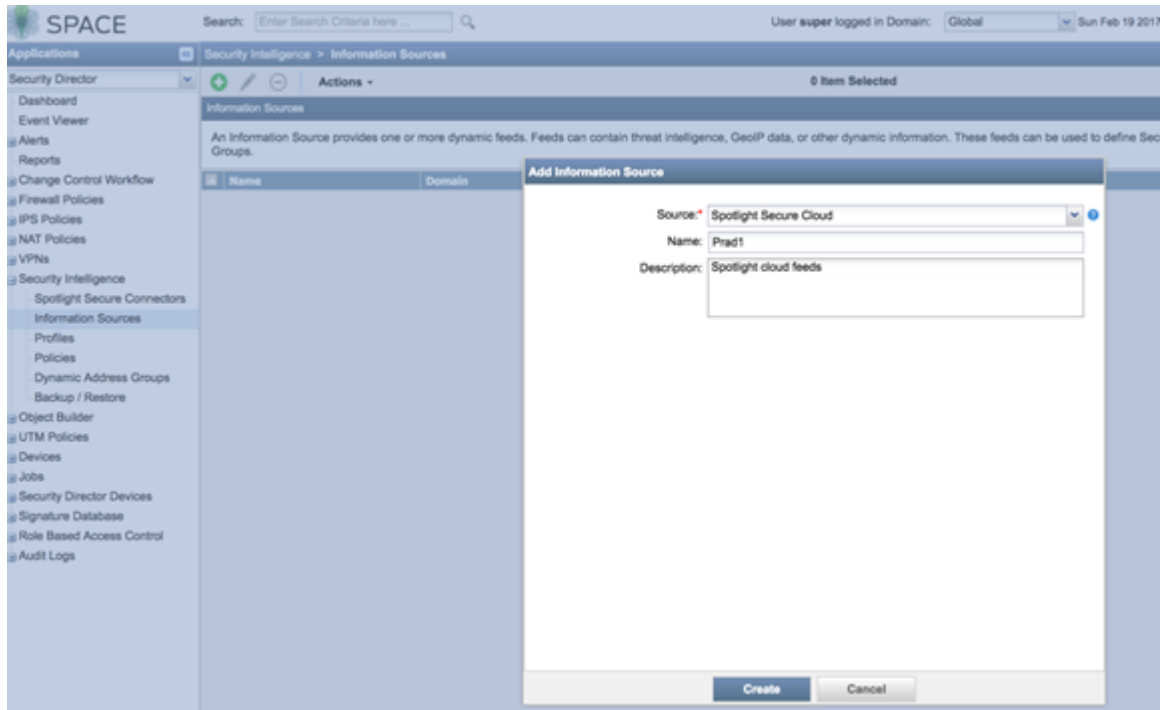 SPACE
Search: Enter Search Criteria here ...
User super logged in Domain: Global Sun Feb 19 2017
Applications
Security Intelligence > Information Sources
Security Director
Actions
0 Item Selected
Dashboard
Event Viewer
Alerts
Reports
Change Control Workflow
Firewall Policies
IPS Policies
NAT Policies
VPNs
Security Intelligence
Spotlight Secure Connectors
Information Sources
Profiles
Policies
Dynamic Address Groups
Backup / Restore
Object Builder
UTM Policies
Devices
Jobs
Security Director Devices
Signature Database
Role Based Access Control
Audit Logs
Information Sources
An Information Source provides one or more dynamic feeds. Feeds can contain threat intelligence, GeoIP data, or other dynamic information. These feeds can be used to define Sec
Groups.
Name Domain
Add Information Source
Source:* Spotlight Secure Cloud
Name: Prad1
Description: Spotlight cloud feeds
Create Cancel